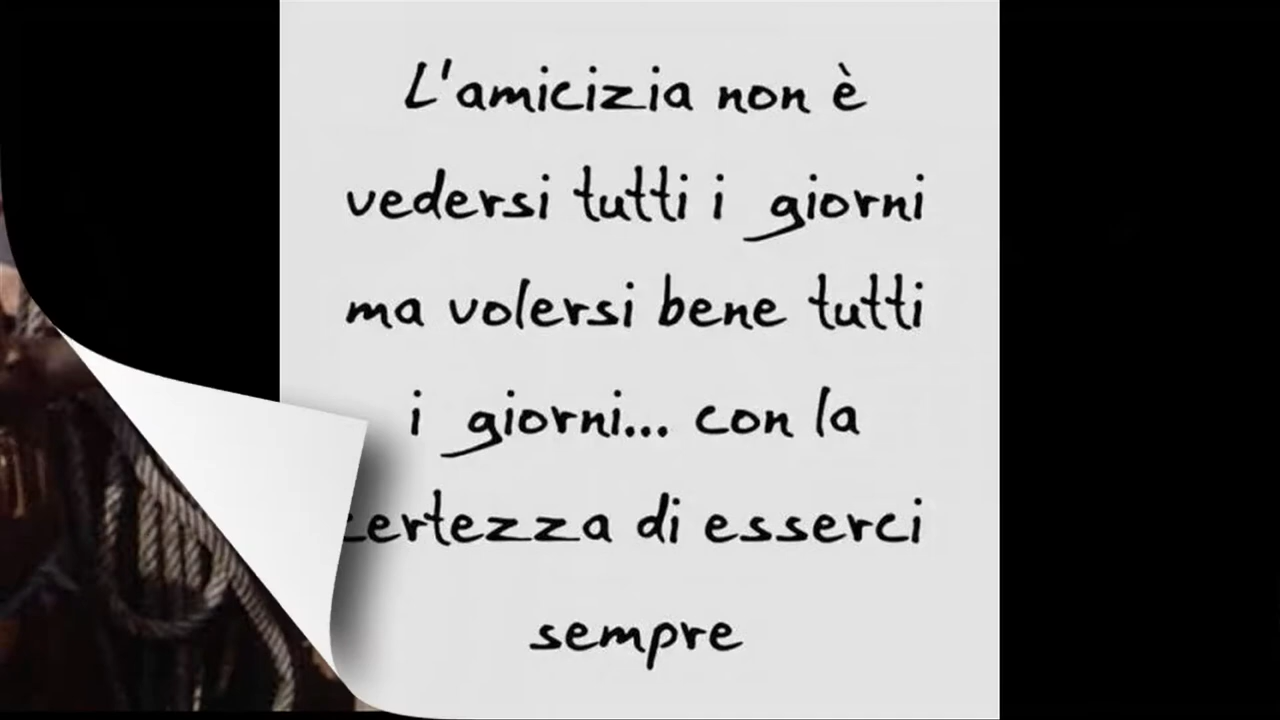 L'amicizia non è
vedersi tutti i giorni
ma volersi bene tutti
i giorni... con la
certezza di esserci
sempre